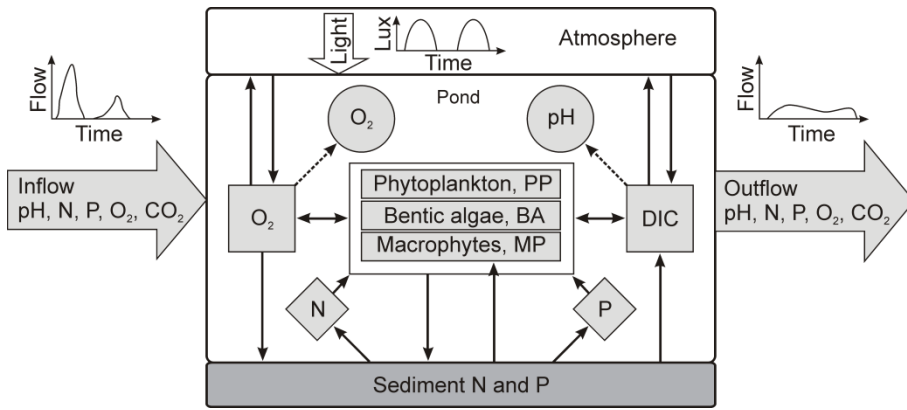 Light
Lux
Time
Atmosphere
Flow
Time
Pond
Flow
Time
O₂
pH
Inflow
pH, N, P, O₂, CO₂
O₂
Phytoplankton, PP
Bentic algae, BA
Macrophytes, MP
DIC
Outflow
pH, N, P, O₂, CO₂
N
P
Sediment N and P